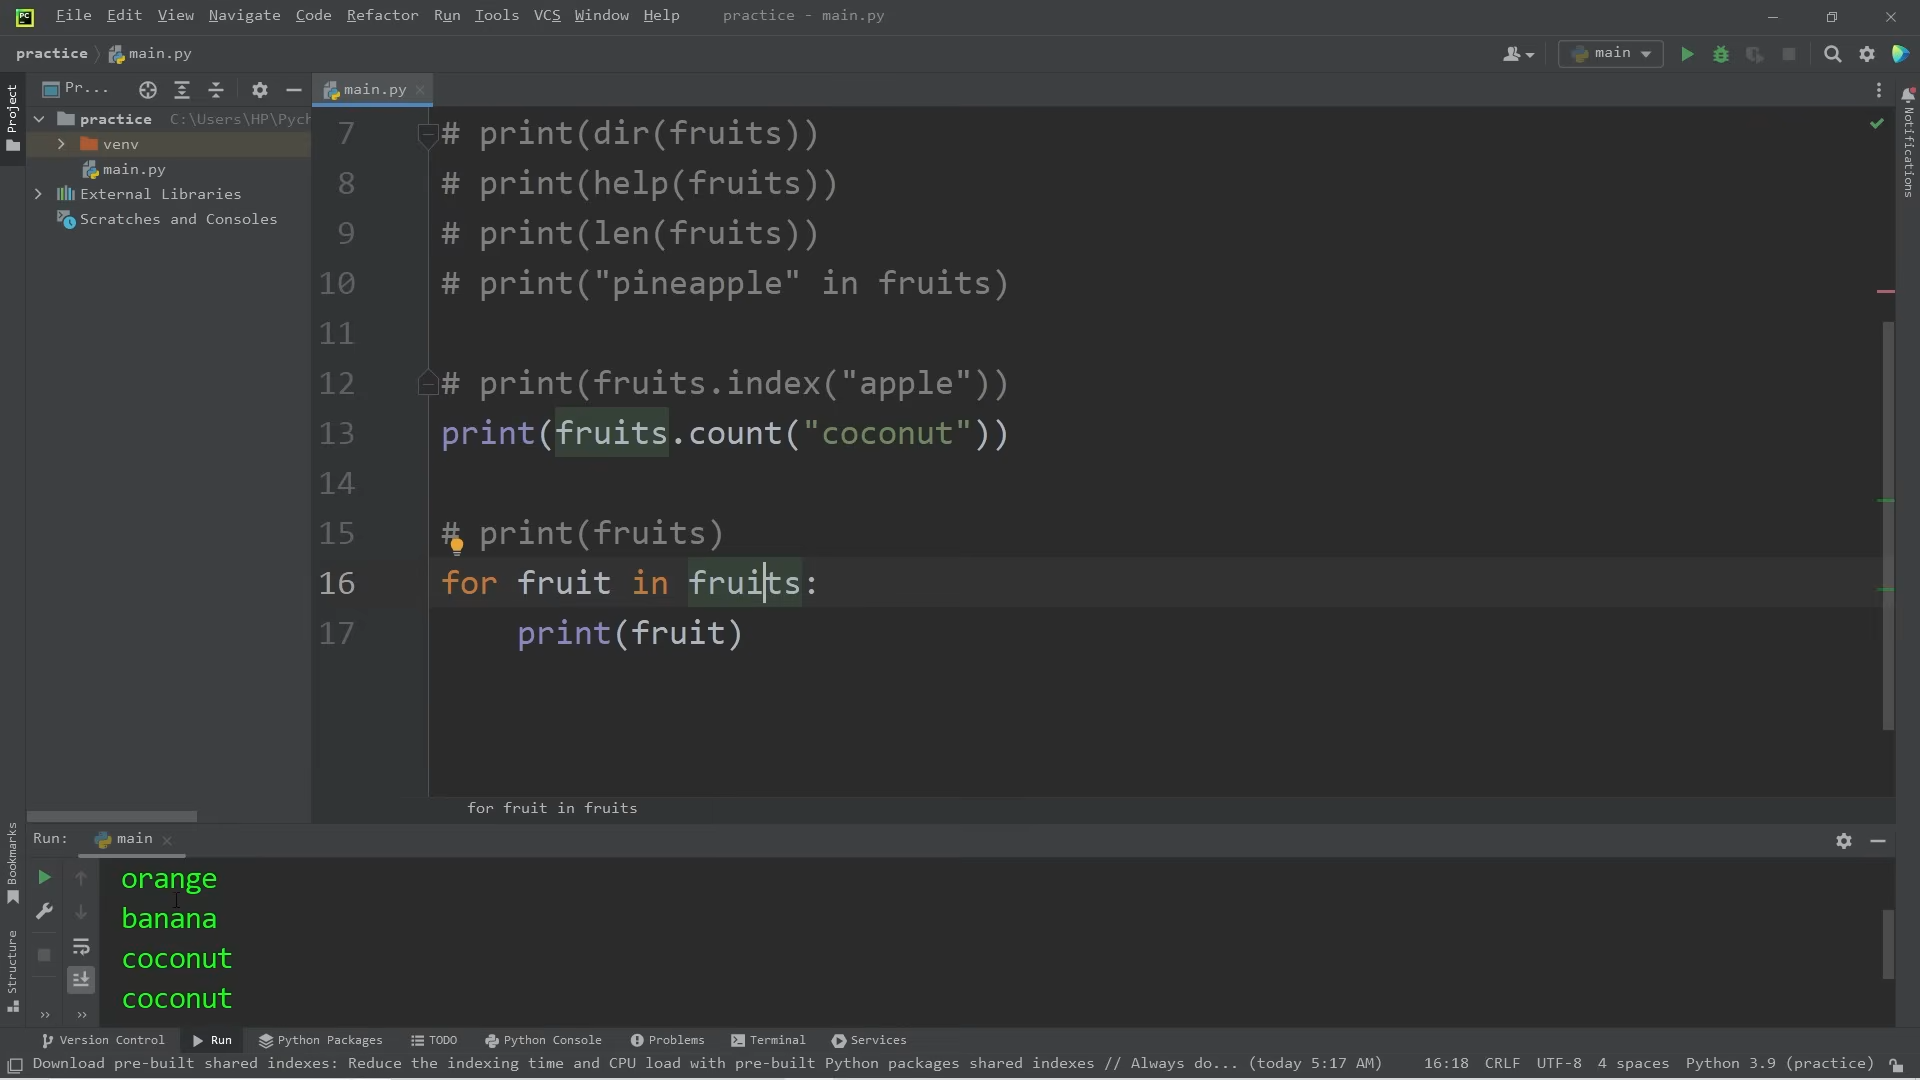 File Edit View Navigate Code Refactor Run Tools VCS Window Help practice - main.py
practice main.py main
Pr... main.py
Project
practice C:\Users\HP\Pych
venv
main.py
External Libraries
Scratches and Consoles
7 # print(dir(fruits))
8 # print(help(fruits))
9 # print(len(fruits))
10 # print("pineapple" in fruits)
11
12 # print(fruits.index("apple"))
13 print(fruits.count("coconut"))
14
15 # print(fruits)
16 for fruit in fruits:
17 print(fruit)
Notifications
for fruit in fruits
Run: main
orange
banana
coconut
coconut
Bookmarks
Structure
Version Control Run Python Packages TODO Python Console Problems Terminal Services
Download pre-built shared indexes: Reduce the indexing time and CPU load with pre-built Python packages shared indexes // Always do... (today 5:17 AM) 16:18 CRLF UTF-8 4 spaces Python 3.9 (practice)